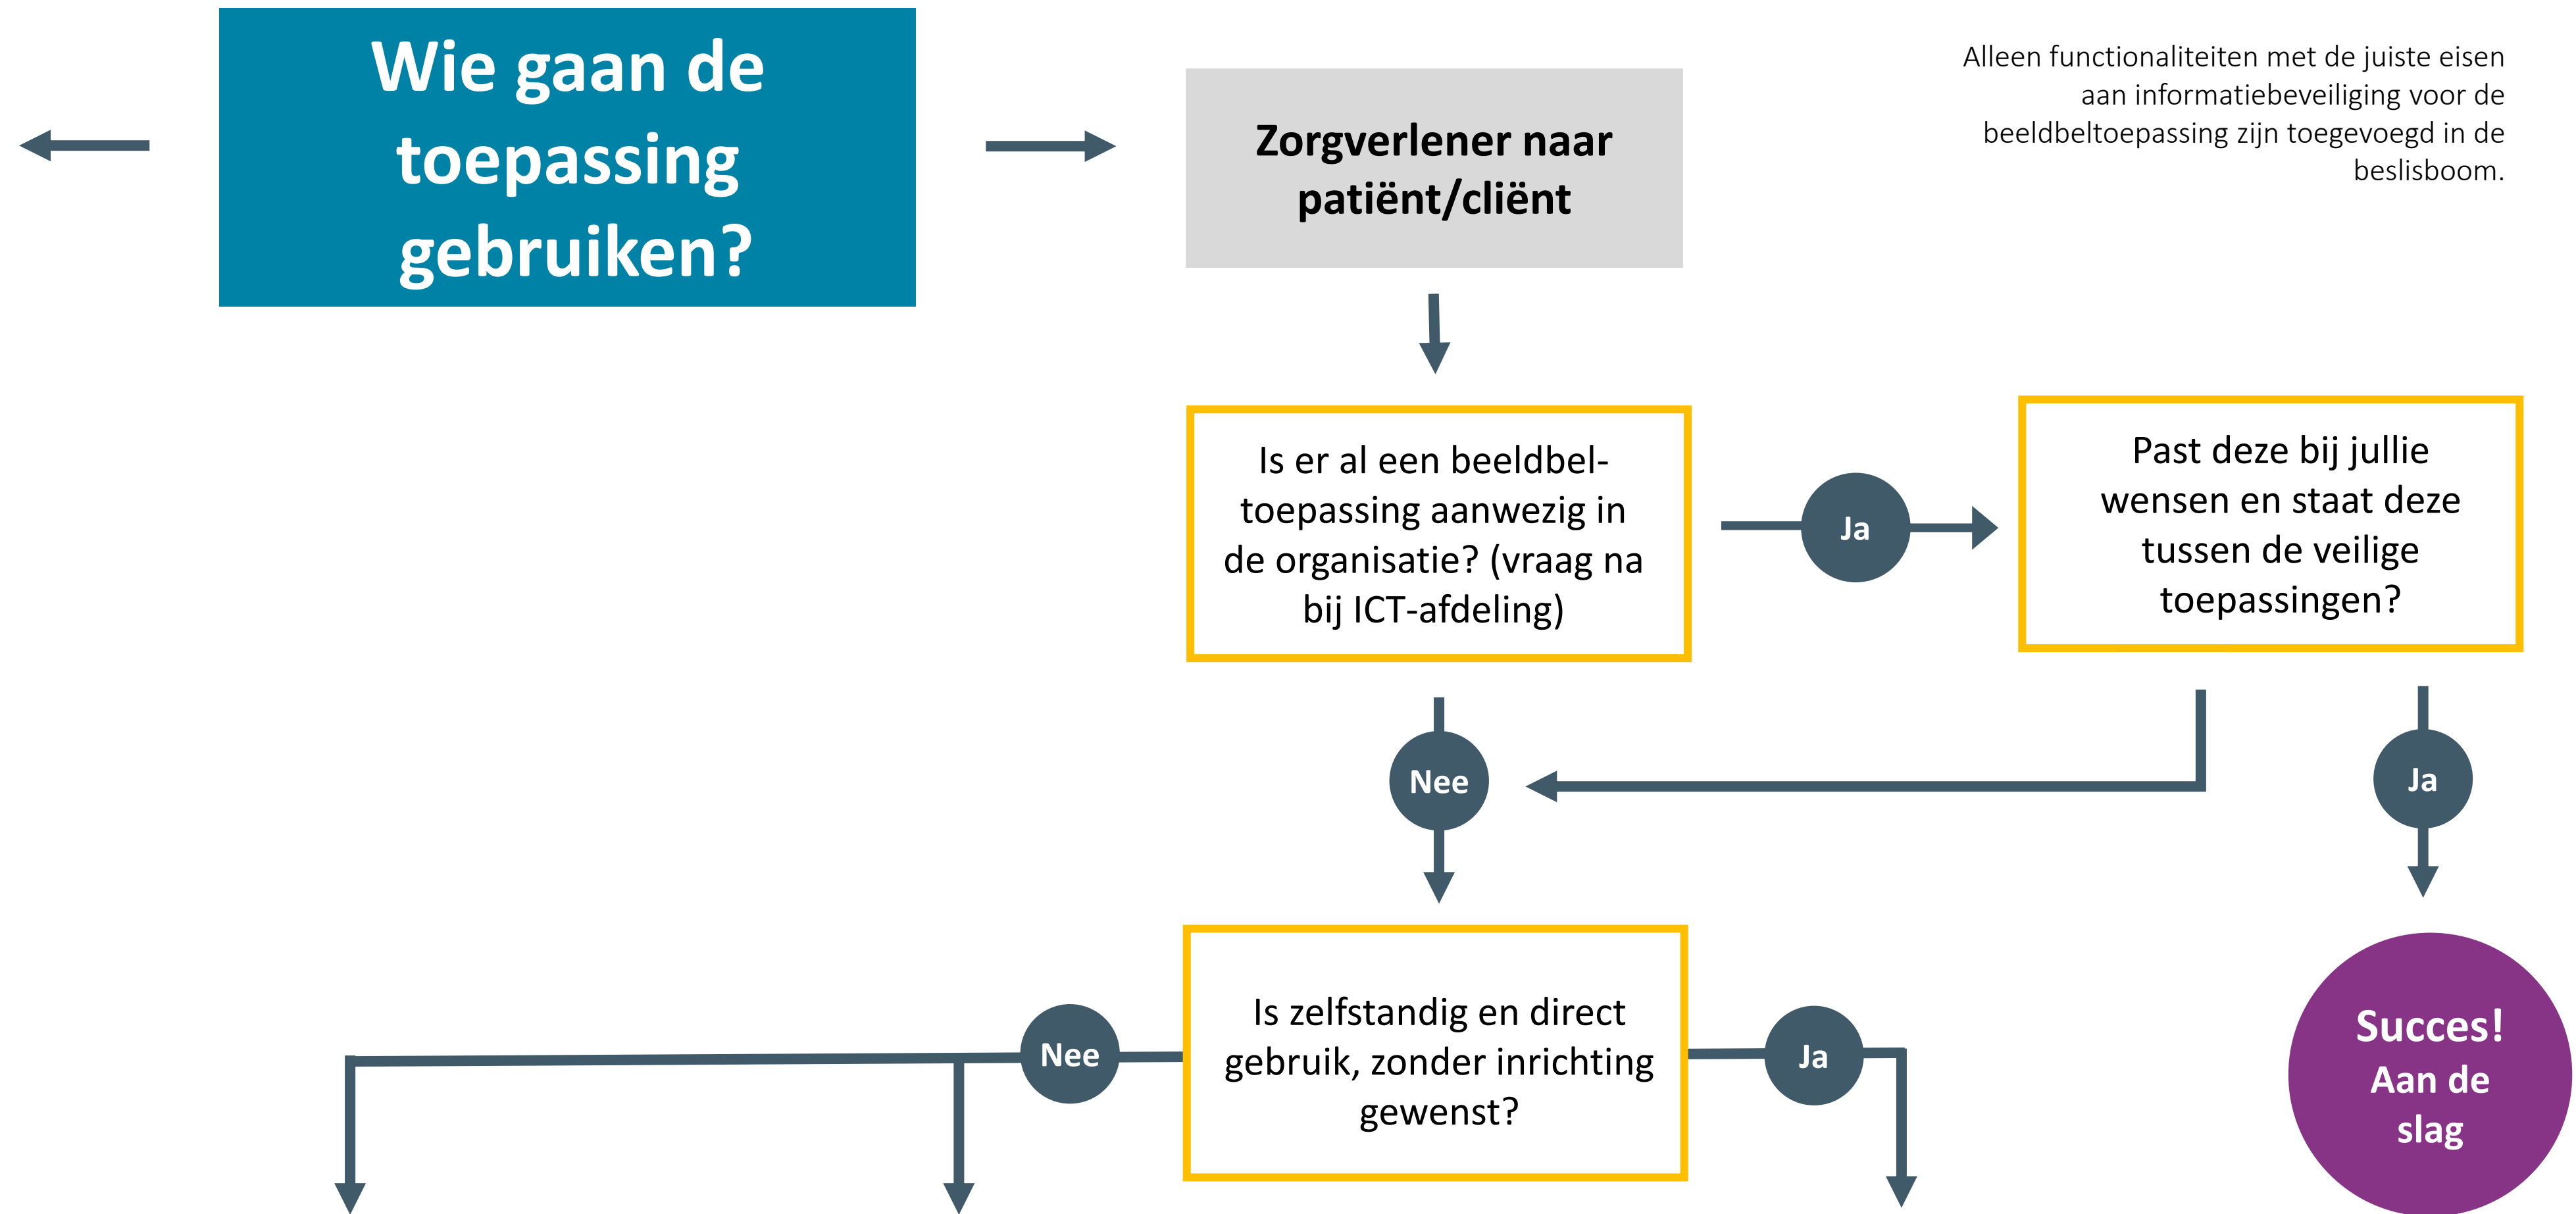 Wie gaan de
toepassing
gebruiken?
Zorgverlener naar
patiënt/cliënt
Alleen functionaliteiten met de juiste eisen
aan informatiebeveiliging voor de
beeldbeltoepassing zijn toegevoegd in de
beslisboom.
Is er al een beeldbel-
toepassing aanwezig in
de organisatie? (vraag na
bij ICT-afdeling)
Ja
Past deze bij jullie
wensen en staat deze
tussen de veilige
toepassingen?
Nee
Ja
Nee
Is zelfstandig en direct
gebruik, zonder inrichting
gewenst?
Ja
Succes!
Aan de
slag